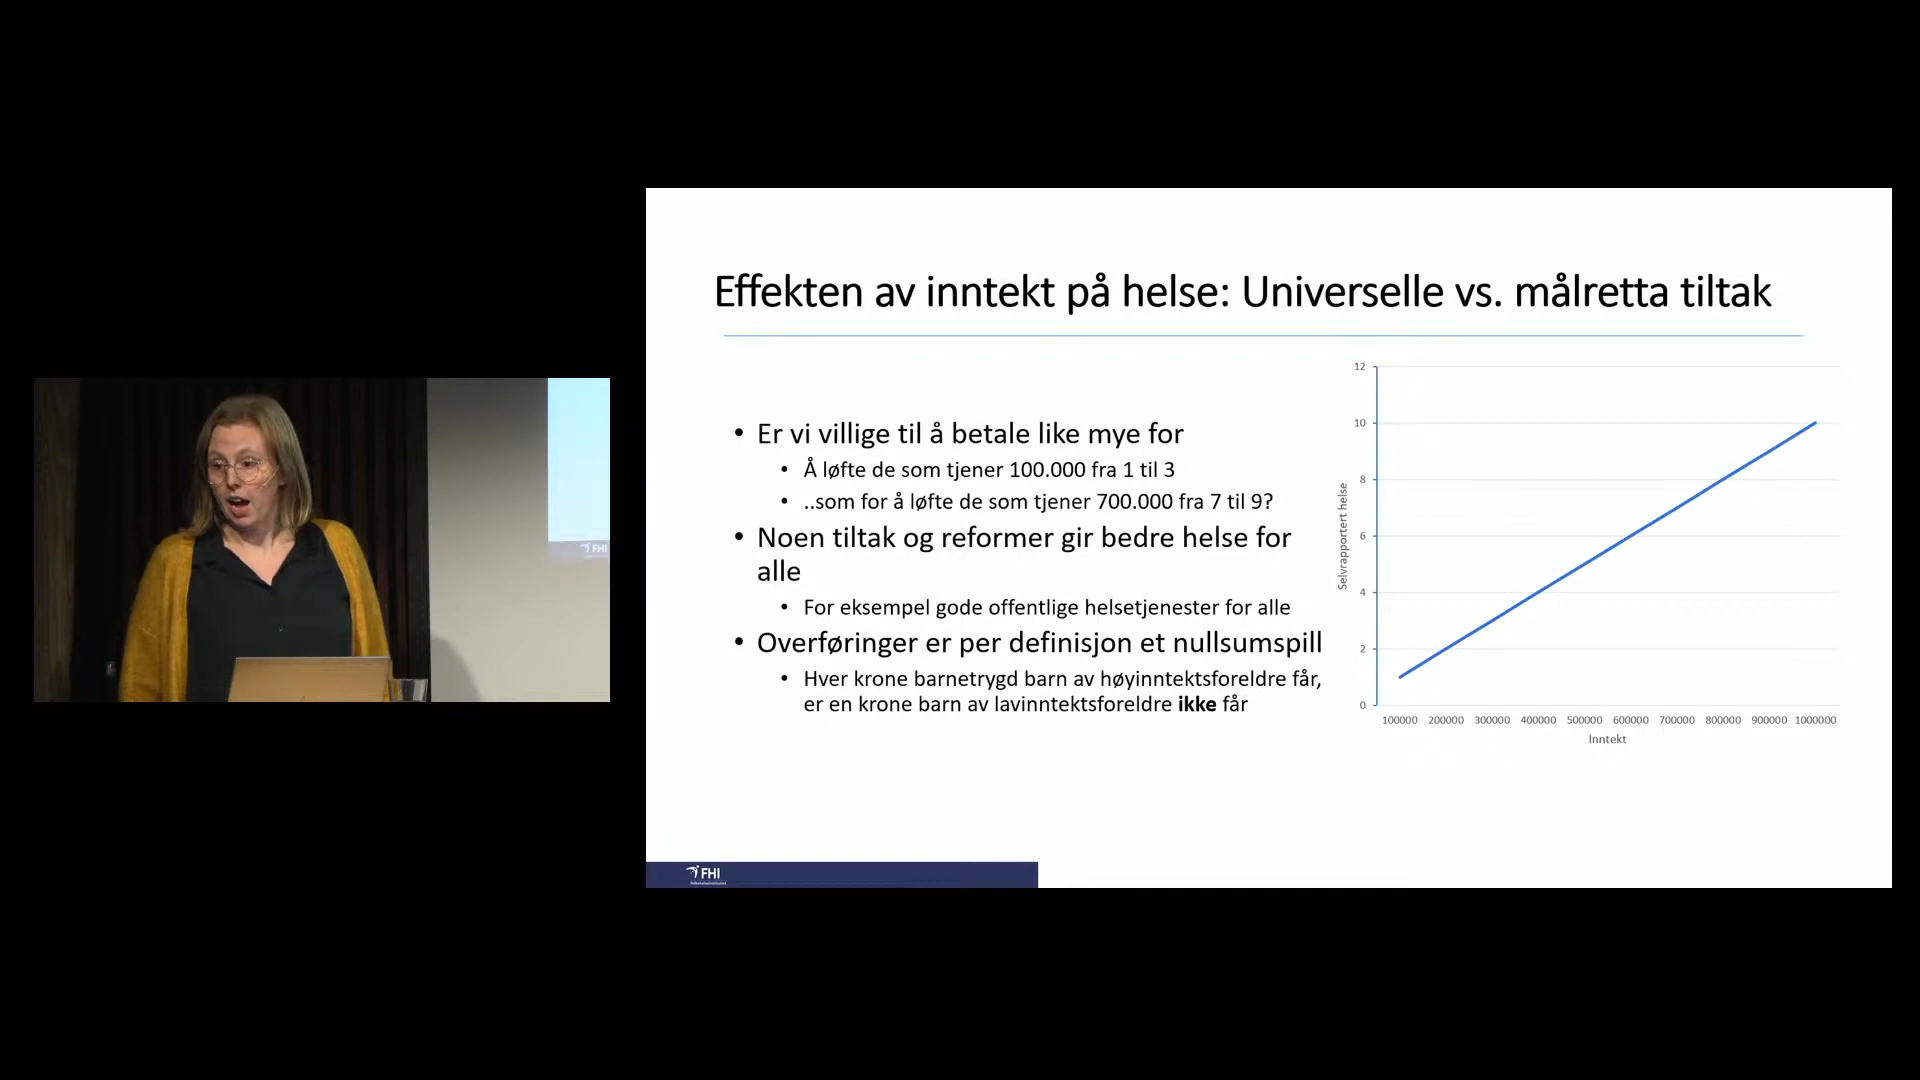 Effekten av inntekt på helse: Universelle vs. målretta tiltak
• Er vi villige til å betale like mye for
• Å løfte de som tjener 100.000 fra 1 til 3
• ..som for å løfte de som tjener 700.000 fra 7 til 9?
• Noen tiltak og reformer gir bedre helse for
alle
• For eksempel gode offentlige helsetjenester for alle
• Overføringer er per definisjon et nullsumspill
• Hver krone barnetrygd barn av høyinntektsforeldre får,
er en krone barn av lavinntektsforeldre ikke får
12
10
8
6
4
2
0
Selvrapportert helse
100000 200000 300000 400000 500000 600000 700000 800000 900000 1000000
Inntekt
FHI
Folkehelseinstituttet
FHI